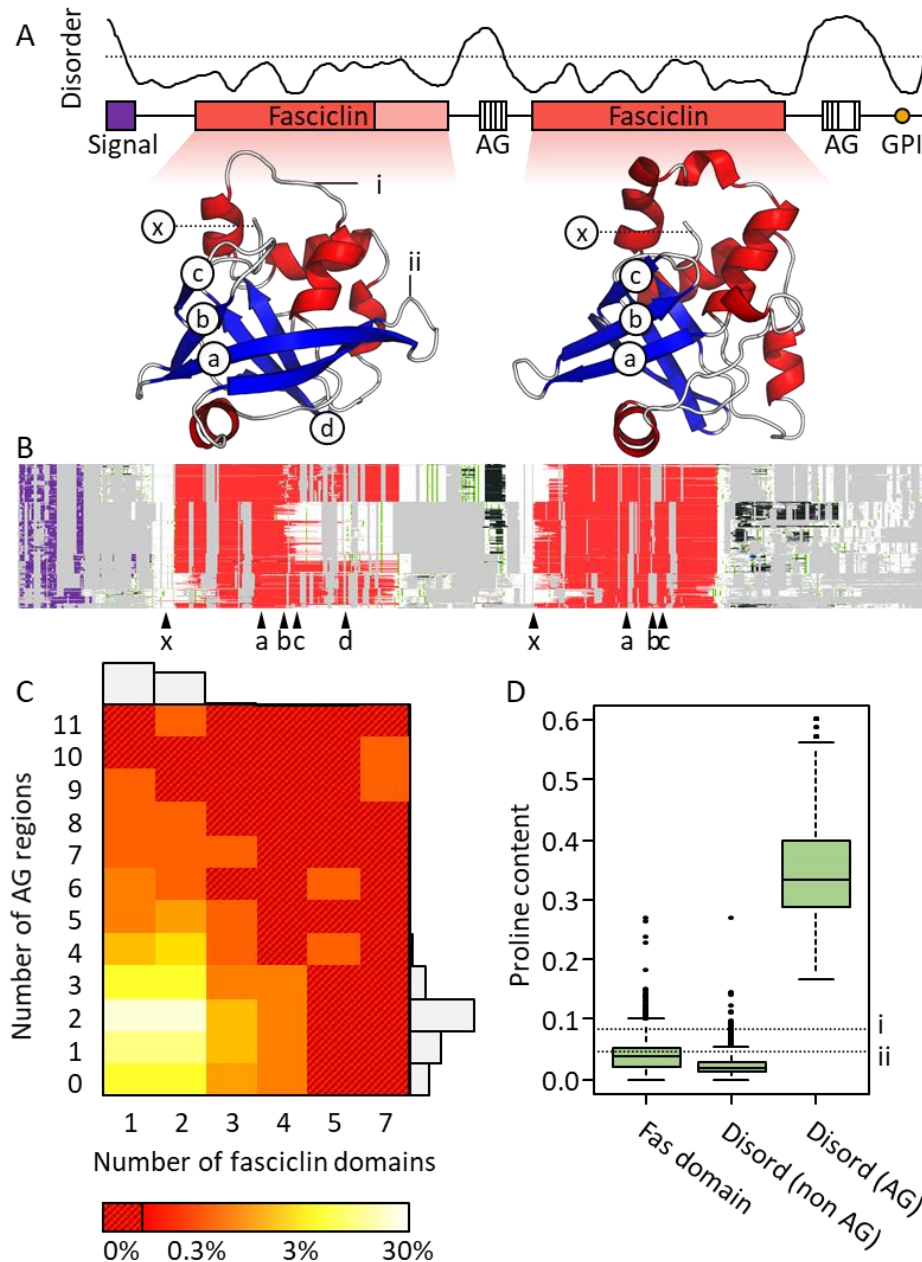 A
Disorder
Fasciclin
Fasciclin
Signal
AG
AG
GPI
i
x
x
ii
c
c
b
b
a
a
d
B
x
a
b
c
d
x
a
b
c
C
11
10
9
8
7
6
5
4
3
2
1
0
Number of AG regions
1 2 3 4 5 7
Number of fasciclin domains
0% 0.3% 3% 30%
D
0.6
0.5
0.4
0.3
0.2
0.1
0.0
Proline content
i
ii
Fas domain
Disord (non AG)
Disord (AG)